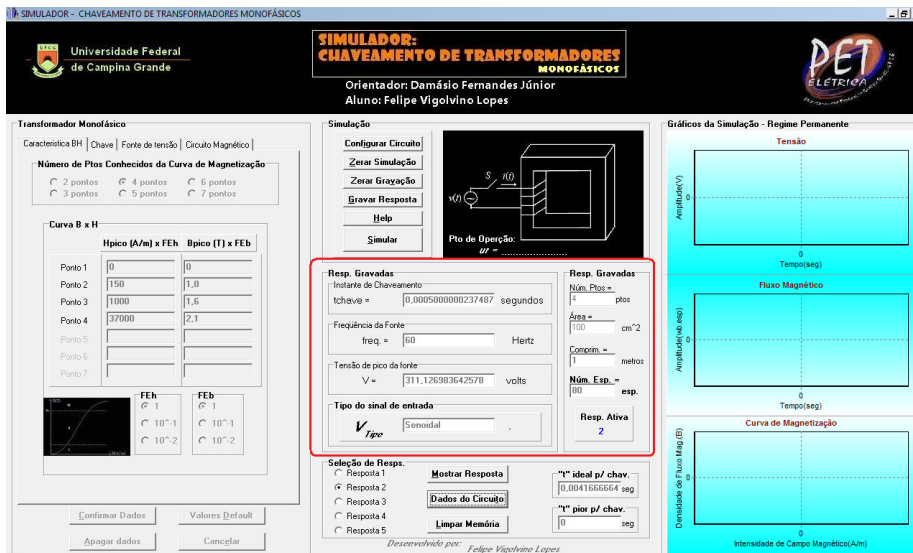 SIMULADOR - CHAVEAMENTO DE TRANSFORMADORES MONOFÁSICOS
UFCG
Universidade Federal
de Campina Grande
SIMULADOR:
CHAVEAMENTO DE TRANSFORMADORES
MONOFÁSICOS
Orientador: Damásio Fernandes Júnior
Aluno: Felipe Vigolvino Lopes
PET
ELÉTRICA
Transformador Monofásico
Característica BH
Chave
Fonte de tensão
Circuito Magnético
Número de Ptos Conhecidos da Curva de Magnetização
2 pontos
4 pontos
6 pontos
3 pontos
5 pontos
7 pontos
Curva B x H
Hpico (A/m) x FEh
Bpico (T) x FEb
Ponto 1
0
0
Ponto 2
150
1,0
Ponto 3
1000
1,6
Ponto 4
37000
2,1
Ponto 5
Ponto 6
Ponto 7
FEh
1
10^-1
10^-2
FEb
1
10^-1
10^-2
Confirmar Dados
Valores Default
Apagar dados
Cancelar
Simulação
Configurar Circuito
Zerar Simulação
Zerar Gravação
Gravar Resposta
Help
Simular
S
i(t)
v(t)
Pto de Operção:
ur = ......................
Resp. Gravadas
Instante de Chaveamento
tchave =
0,0005000000237487
segundos
Freqüência da Fonte
freq. =
60
Hertz
Tensão de pico da fonte
V =
311,126983642578
volts
Tipo do sinal de entrada
V Tipo
Senoidal
.
Resp. Gravadas
Núm. Ptos =
4
ptos
Área =
100
cm^2
Comprim. =
1
metros
Núm. Esp. =
80
esp.
Resp. Ativa
2
Seleção de Resps.
Resposta 1
Resposta 2
Resposta 3
Resposta 4
Resposta 5
Mostrar Resposta
Dados do Circuito
Limpar Memória
"t" ideal p/ chav.
0,0041666664
seg
"t" pior p/ chav.
0
seg
Desenvolvido por: Felipe Vigolvino Lopes
Gráficos da Simulação - Regime Permanente
Tensão
Amplitude(V)
0
0
Tempo(seg)
Fluxo Magnético
Amplitude(wb.esp)
0
0
Tempo(seg)
Curva de Magnetização
Densidade de Fluxo Mag.(B)
0
0
Intensidade de Campo Magnético(A/m)